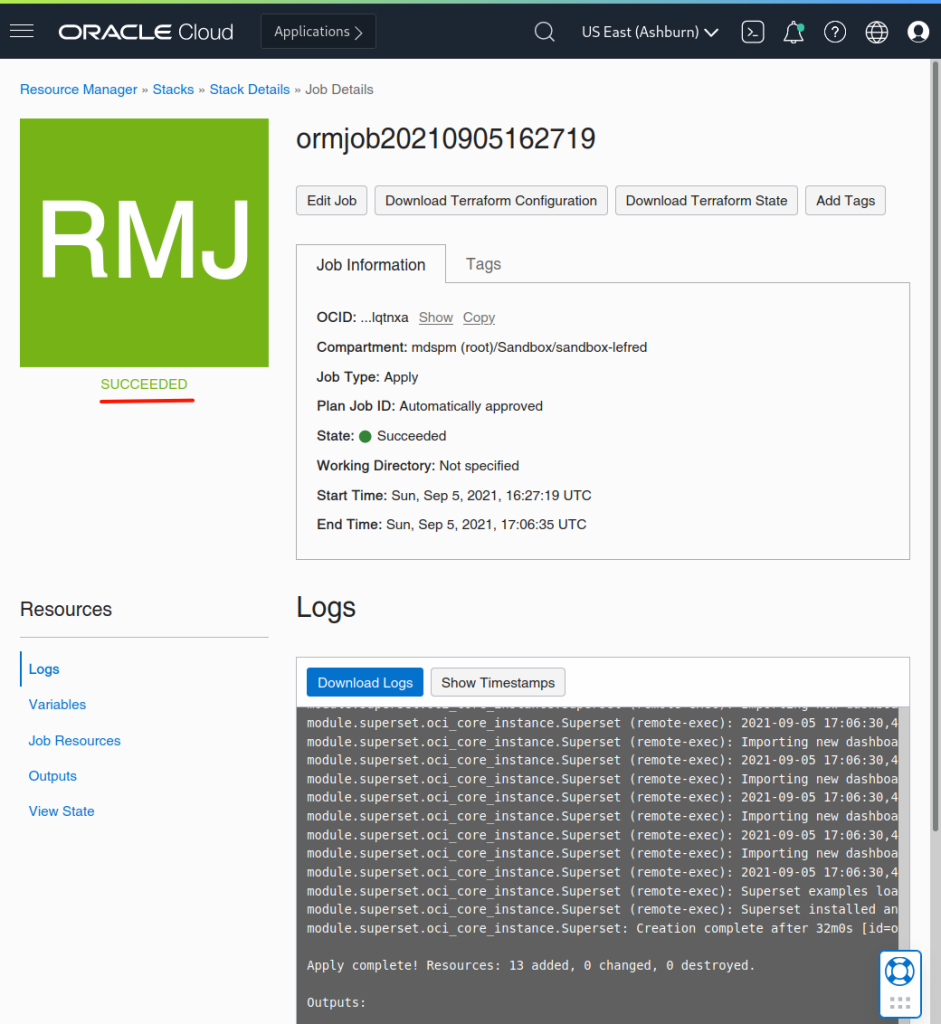 ORACLE Cloud
Applications
US East (Ashburn)
Resource Manager » Stacks » Stack Details » Job Details
RMJ
SUCCEEDED
ormjob20210905162719
Edit Job Download Terraform Configuration Download Terraform State Add Tags
Job Information Tags
OCID: ...lqtnxa Show Copy
Compartment: mdspm (root)/Sandbox/sandbox-lefred
Job Type: Apply
Plan Job ID: Automatically approved
State: Succeeded
Working Directory: Not specified
Start Time: Sun, Sep 5, 2021, 16:27:19 UTC
End Time: Sun, Sep 5, 2021, 17:06:35 UTC
Resources
Logs
Variables
Job Resources
Outputs
View State
Logs
Download Logs Show Timestamps
module.superset.oci_core_instance.Superset (remote-exec): Importing new dashboa
module.superset.oci_core_instance.Superset (remote-exec): 2021-09-05 17:06:30,4
module.superset.oci_core_instance.Superset (remote-exec): Importing new dashboa
module.superset.oci_core_instance.Superset (remote-exec): 2021-09-05 17:06:30,4
module.superset.oci_core_instance.Superset (remote-exec): Importing new dashboa
module.superset.oci_core_instance.Superset (remote-exec): 2021-09-05 17:06:30,4
module.superset.oci_core_instance.Superset (remote-exec): Importing new dashboa
module.superset.oci_core_instance.Superset (remote-exec): 2021-09-05 17:06:30,4
module.superset.oci_core_instance.Superset (remote-exec): Importing new dashboa
module.superset.oci_core_instance.Superset (remote-exec): 2021-09-05 17:06:30,4
module.superset.oci_core_instance.Superset (remote-exec): Superset examples loa
module.superset.oci_core_instance.Superset (remote-exec): Superset installed an
module.superset.oci_core_instance.Superset: Creation complete after 32m0s [id=o
Apply complete! Resources: 13 added, 0 changed, 0 destroyed.
Outputs: